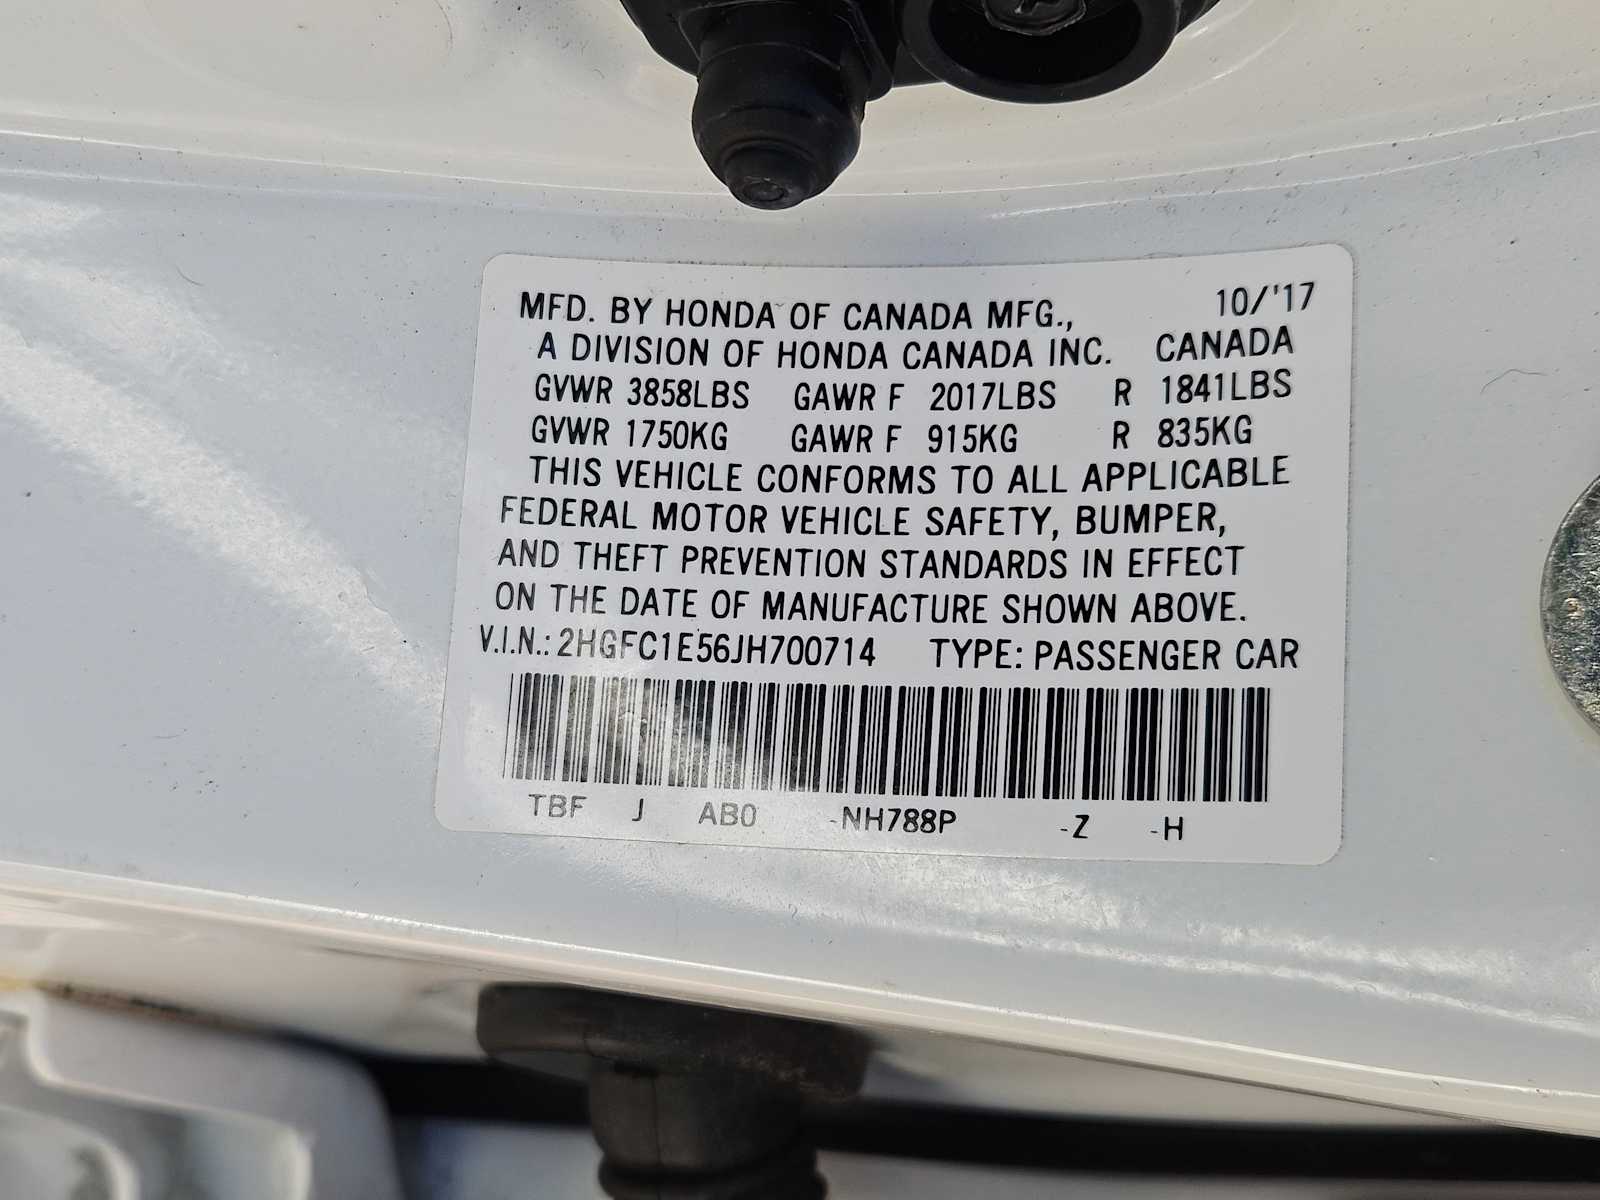 MFD. BY HONDA OF CANADA MFG., 10/'17
A DIVISION OF HONDA CANADA INC. CANADA
GVWR 3858LBS GAWR F 2017LBS R 1841LBS
GVWR 1750KG GAWR F 915KG R 835KG
THIS VEHICLE CONFORMS TO ALL APPLICABLE
FEDERAL MOTOR VEHICLE SAFETY, BUMPER,
AND THEFT PREVENTION STANDARDS IN EFFECT
ON THE DATE OF MANUFACTURE SHOWN ABOVE.
V.I.N.: 2HGFC1E56JH700714 TYPE: PASSENGER CAR
TBF J AB0 -NH788P -Z -H